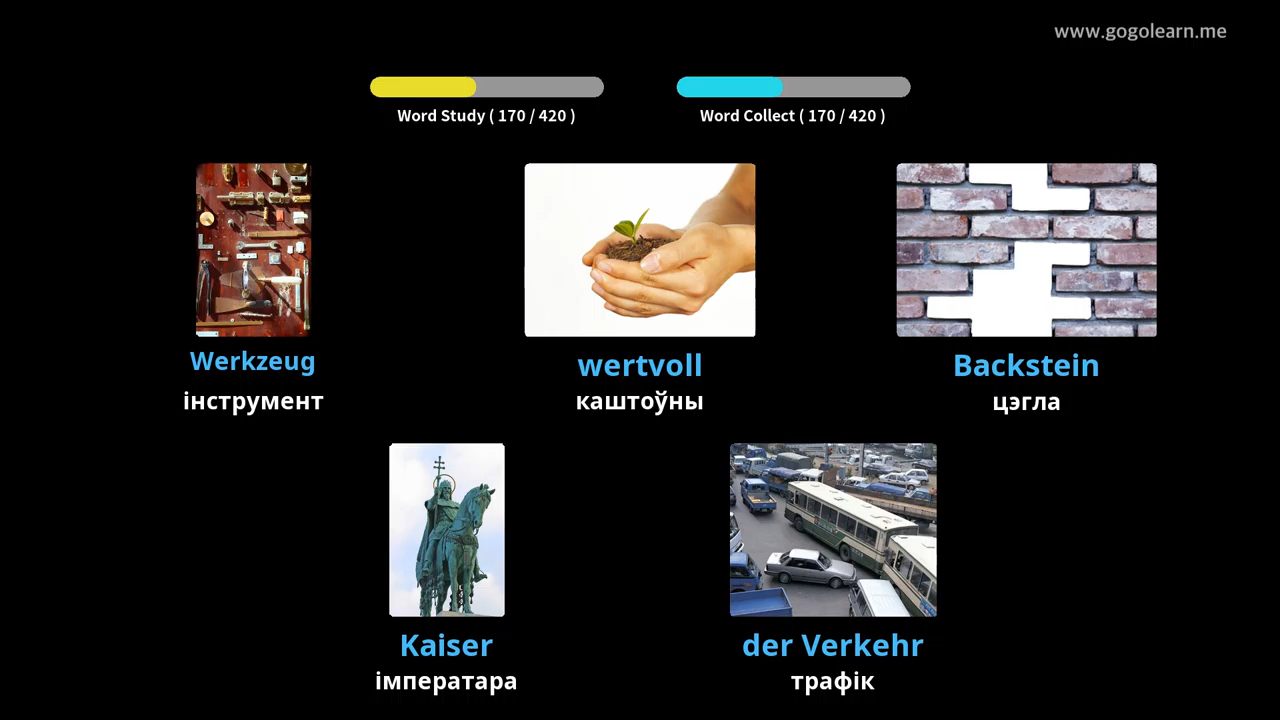 www.gogolearn.me
Word Study ( 170 / 420 )
Word Collect ( 170 / 420 )
Werkzeug
інструмент
wertvoll
каштоўны
Backstein
цэгла
Kaiser
імператара
der Verkehr
трафік